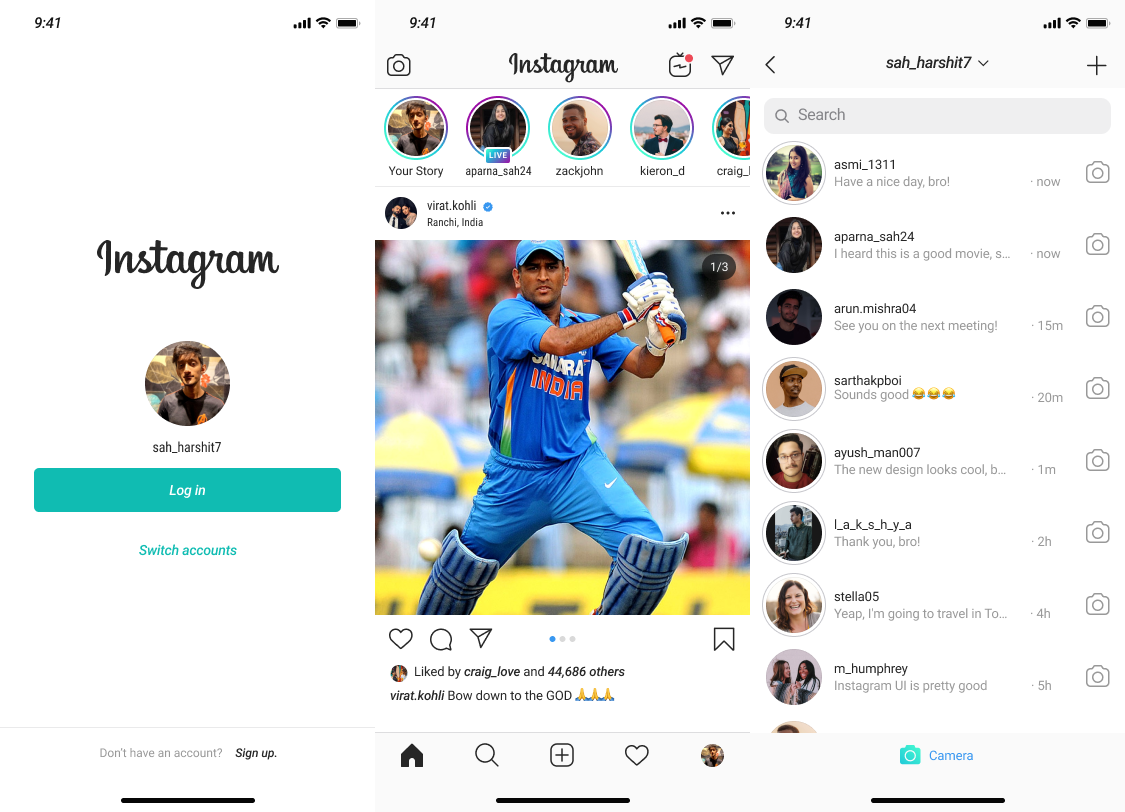 9:41
Instagram
sah_harshit7
Log in
Switch accounts
Don't have an account? Sign up.
9:41
Instagram
LIVE
Your Story aparna_sah24 zackjohn kieron_d craig_l
virat.kohli
Ranchi, India
1/3
SAHARA
INDIA
Liked by craig_love and 44,686 others
virat.kohli Bow down to the GOD 🙏🙏🙏
9:41
sah_harshit7
Search
asmi_1311
Have a nice day, bro! · now
aparna_sah24
I heard this is a good movie, s... · now
arun.mishra04
See you on the next meeting! · 15m
sarthakpboi
Sounds good 😂😂😂 · 20m
ayush_man007
The new design looks cool, b... · 1m
l_a_k_s_h_y_a
Thank you, bro! · 2h
stella05
Yeap, I'm going to travel in To... · 4h
m_humphrey
Instagram UI is pretty good · 5h
Camera